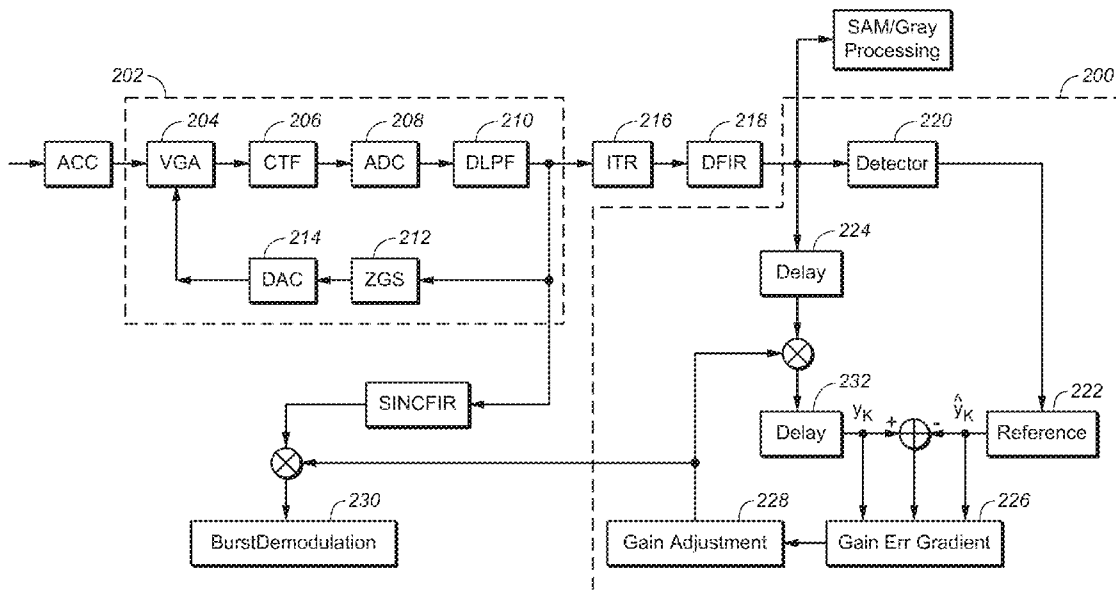 SAM/Gray
Processing
202
200
204
206
208
210
216
218
220
ACC
VGA
CTF
ADC
DLPF
ITR
DFIR
Detector
214
212
224
DAC
ZGS
Delay
SINCFIR
232
222
Delay
yK
+
-
ŷK
Reference
230
228
226
BurstDemodulation
Gain Adjustment
Gain Err Gradient